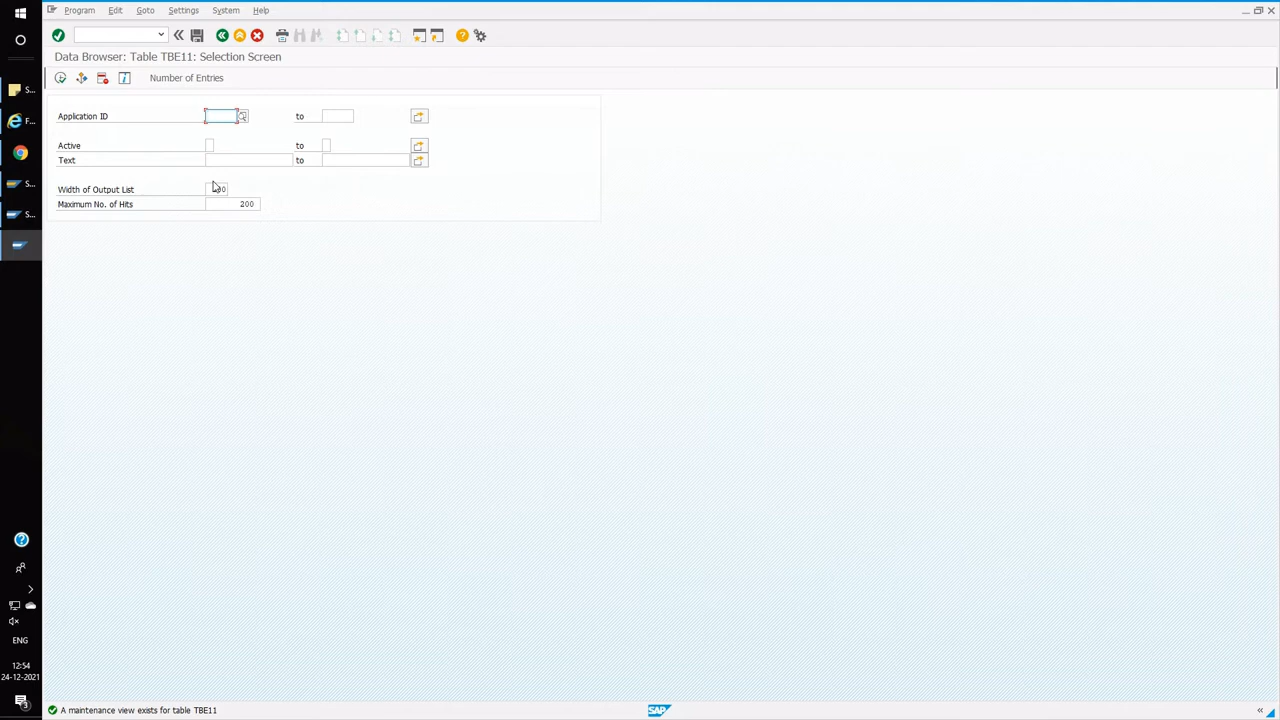 Program Edit Goto Settings System Help
Data Browser: Table TBE11: Selection Screen
Number of Entries
Application ID to
Active to
Text to
Width of Output List
Maximum No. of Hits 200
S...
F...
S...
S...
ENG
12:54
24-12-2021
3
A maintenance view exists for table TBE11
SAP